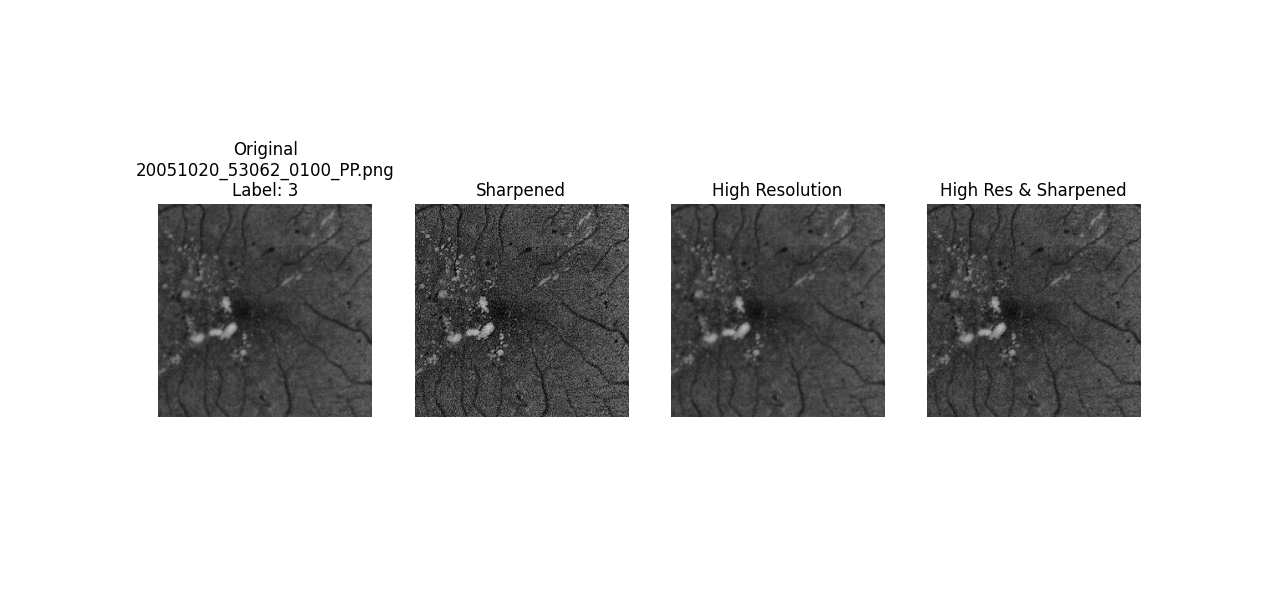 Original
20051020_53062_0100_PP.png
Label: 3
Sharpened
High Resolution
High Res & Sharpened